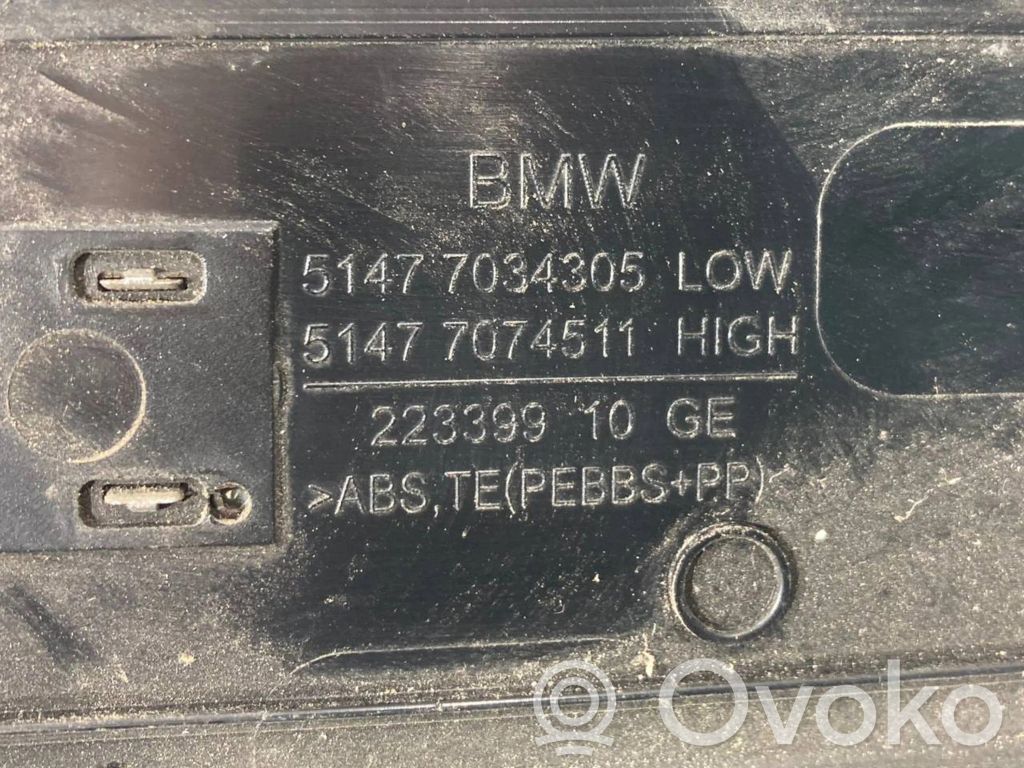 BMW
5147 7034305 LOW
5147 7074511 HIGH
223399 10 GE
>ABS,TE(PEBBS+PP)<
Ovoko